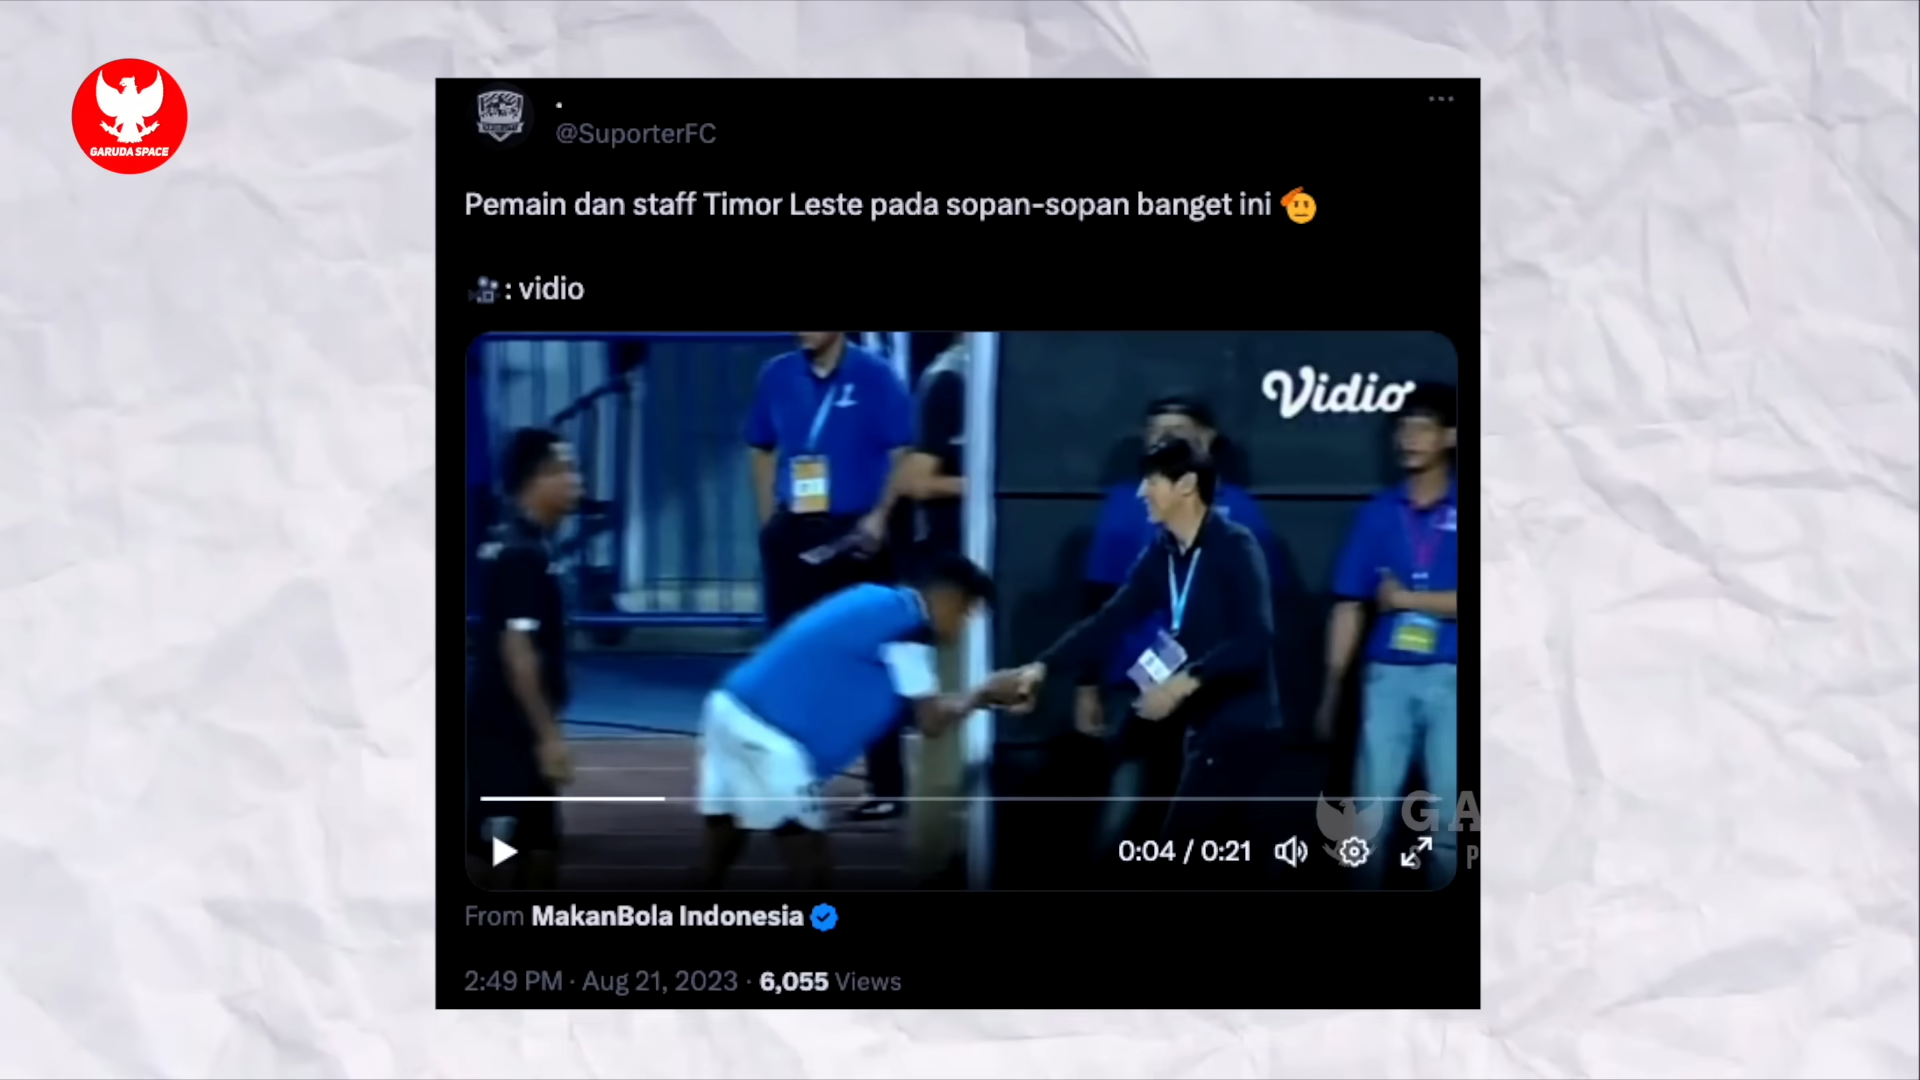 GARUDA SPACE
.
@SuporterFC
Pemain dan staff Timor Leste pada sopan-sopan banget ini 🫡
🎥: vidio
Vidio
GA
P
0:04 / 0:21
From MakanBola Indonesia
2:49 PM · Aug 21, 2023 · 6,055 Views